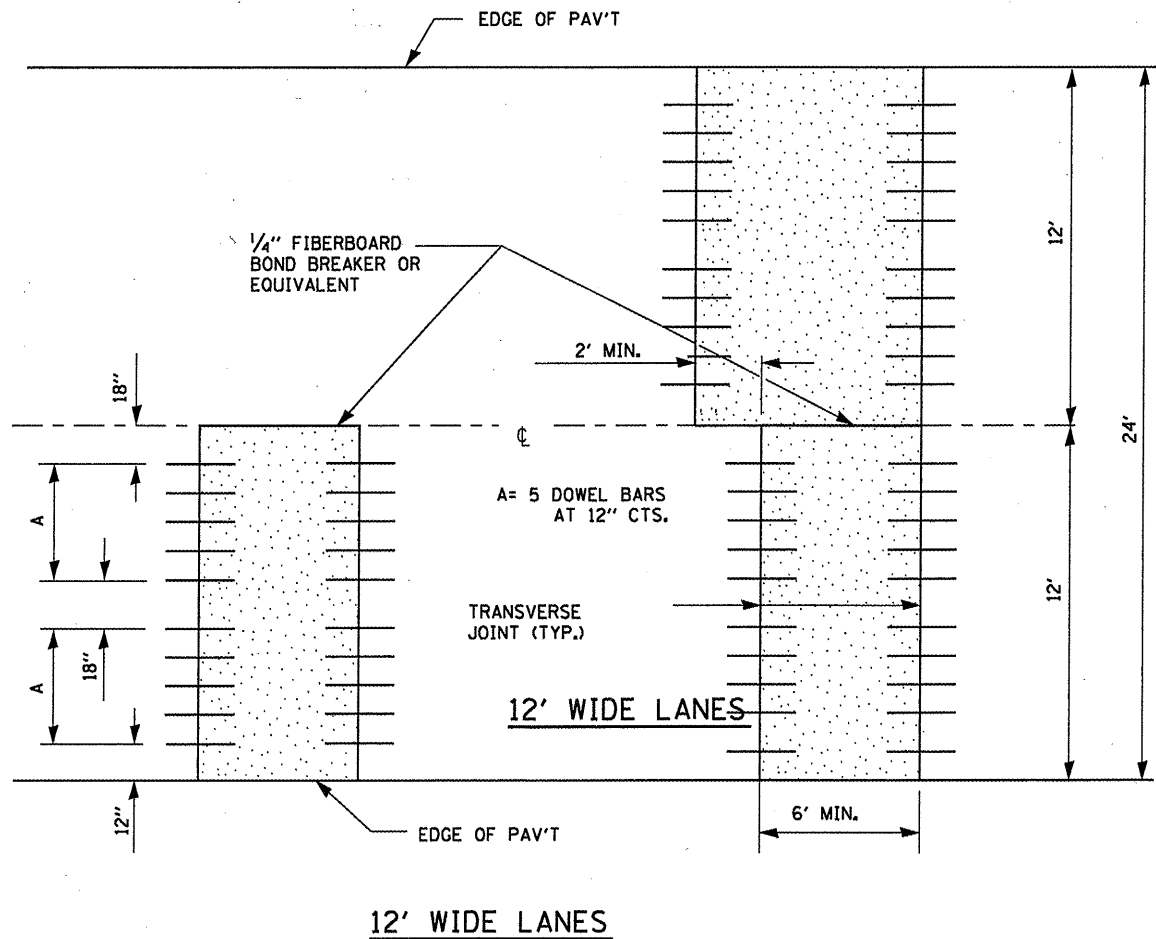 EDGE OF PAV'T
1/4" FIBERBOARD
BOND BREAKER OR
EQUIVALENT
12'
2' MIN.
18"
℄
24'
A= 5 DOWEL BARS
AT 12" CTS.
A
12'
TRANSVERSE
JOINT (TYP.)
A
18"
12' WIDE LANES
12"
6' MIN.
EDGE OF PAV'T
12' WIDE LANES